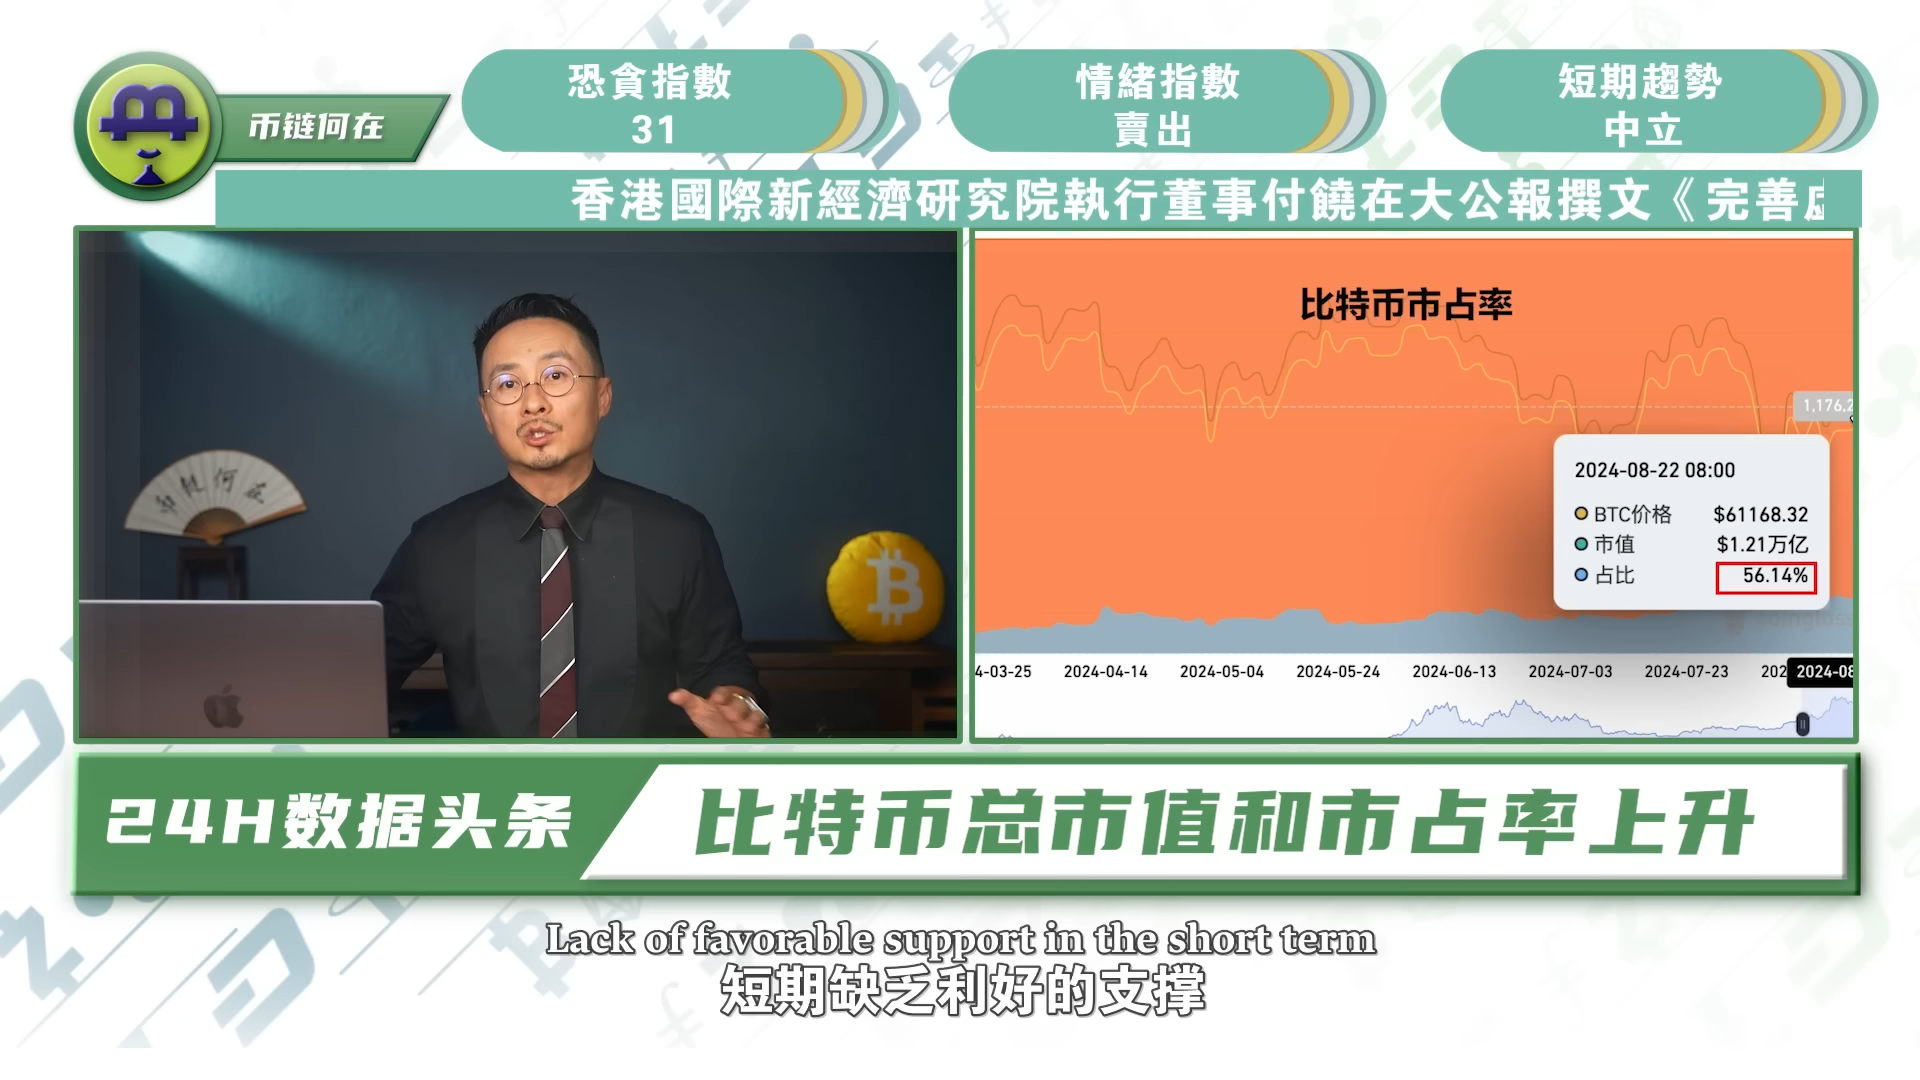 币链何在
恐貪指數
31
情緒指數
賣出
短期趨勢
中立
香港國際新經濟研究院執行董事付饒在大公報撰文《完善
币链何在
比特币市占率
1,176,2
2024-08-22 08:00
BTC价格 $61168.32
市值 $1.21万亿
占比 56.14%
coinglass
4-03-25 2024-04-14 2024-05-04 2024-05-24 2024-06-13 2024-07-03 2024-07-23 202 2024-08
24H数据头条
比特币总市值和市占率上升
Lack of favorable support in the short term
短期缺乏利好的支撑